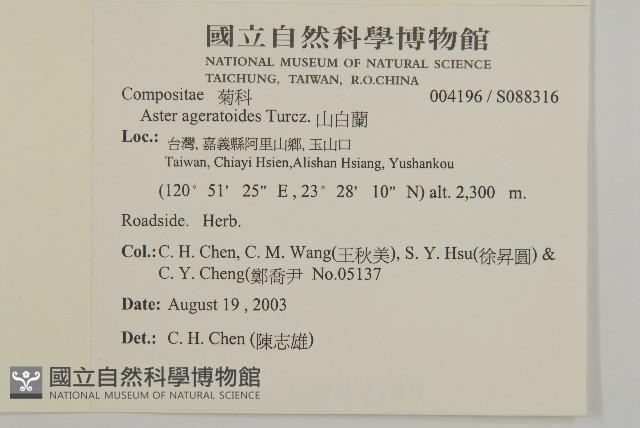 國立自然科學博物館
NATIONAL MUSEUM OF NATURAL SCIENCE
TAICHUNG, TAIWAN, R.O.CHINA
Compositae 菊科 004196 / S088316
Aster ageratoides Turcz. 山白蘭
Loc.: 台灣, 嘉義縣阿里山鄉, 玉山口
Taiwan, Chiayi Hsien,Alishan Hsiang, Yushankou
(120° 51' 25" E , 23° 28' 10" N) alt. 2,300 m.
Roadside. Herb.
Col.: C. H. Chen, C. M. Wang(王秋美), S. Y. Hsu(徐昇圓) &
C. Y. Cheng(鄭喬尹 No.05137
Date: August 19 , 2003
Det.: C. H. Chen (陳志雄)
國立自然科學博物館
NATIONAL MUSEUM OF NATURAL SCIENCE